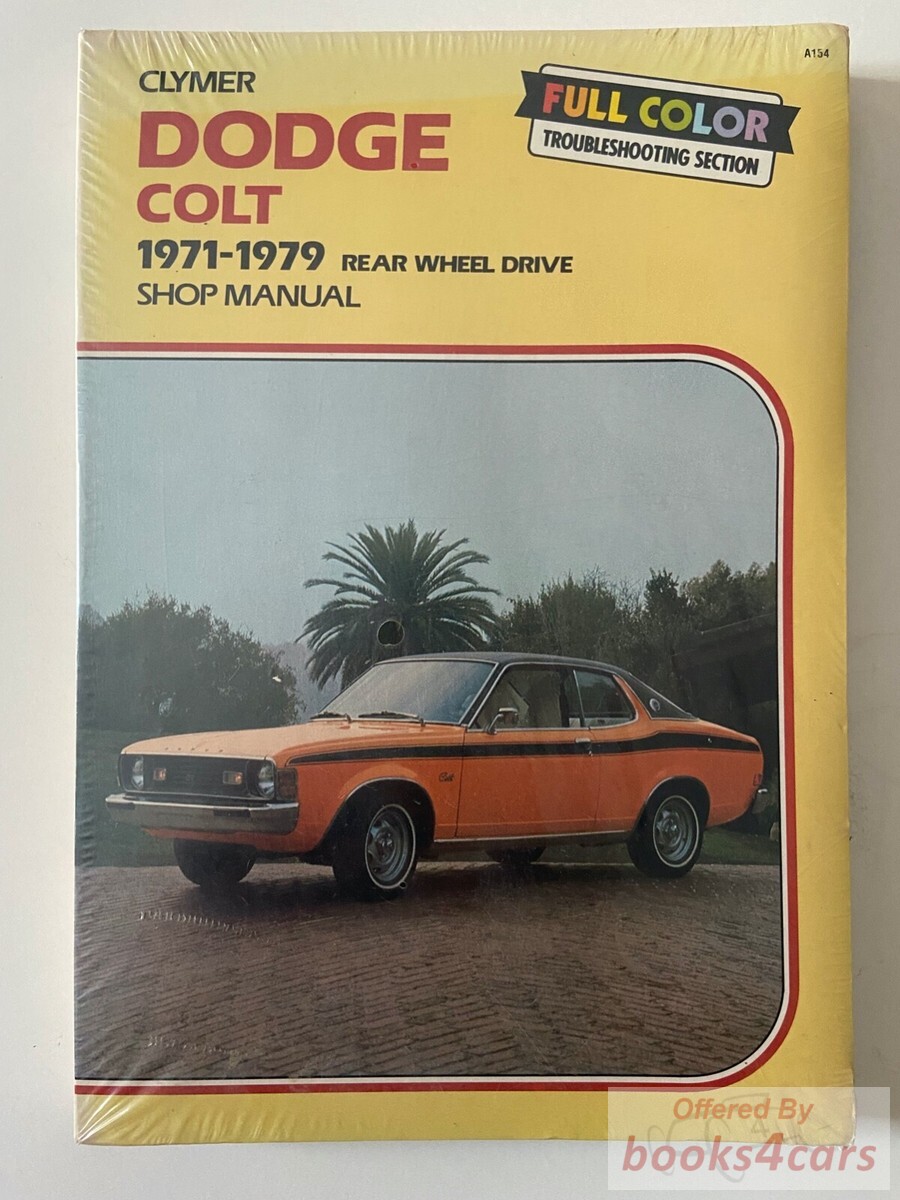 A154
CLYMER
FULL COLOR
TROUBLESHOOTING SECTION
DODGE
COLT
1971-1979 REAR WHEEL DRIVE
SHOP MANUAL
Colt
Offered By
books4cars